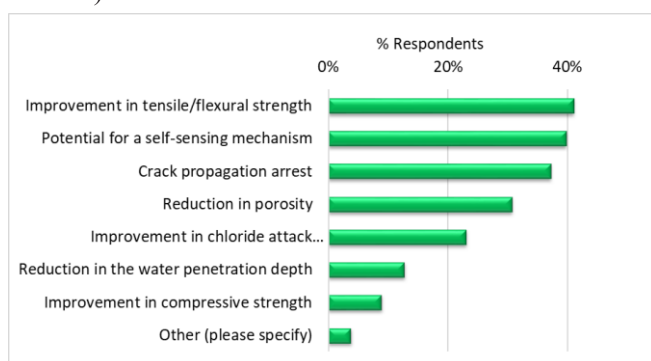 )
% Respondents
0% 20% 40%
Improvement in tensile/flexural strength
Potential for a self-sensing mechanism
Crack propagation arrest
Reduction in porosity
Improvement in chloride attack...
Reduction in the water penetration depth
Improvement in compressive strength
Other (please specify)